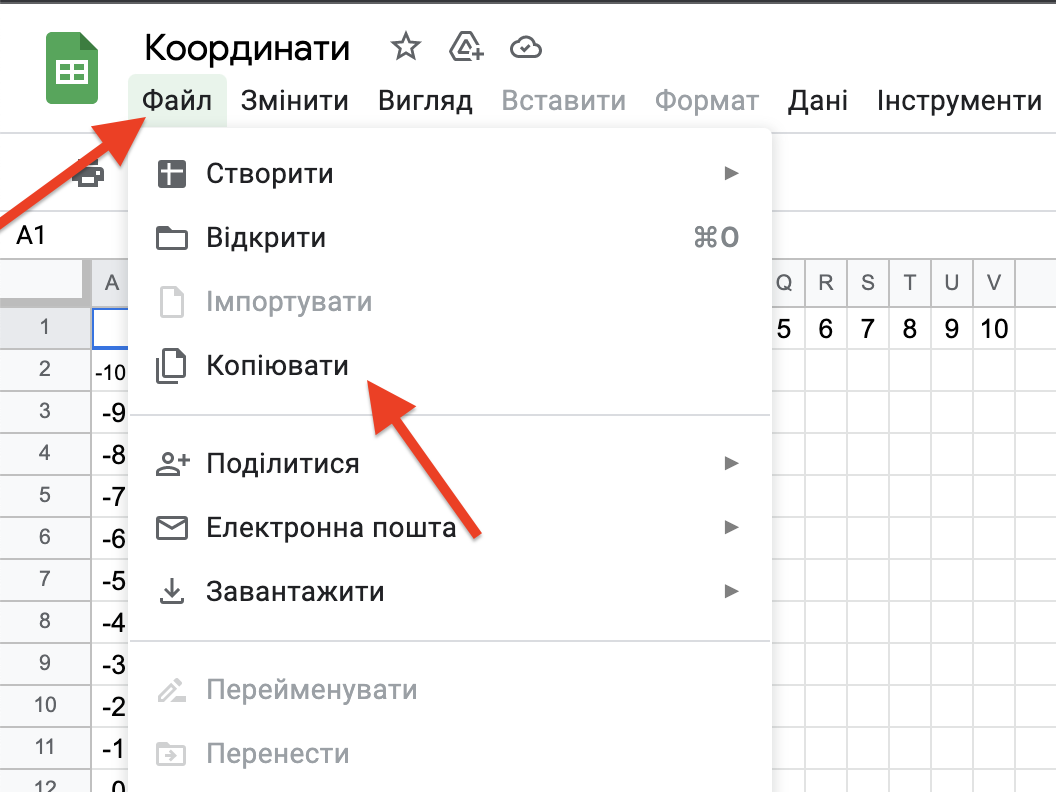 Координати
Файл Змінити Вигляд Вставити Формат Дані Інструменти
Створити ►
Відкрити ⌘O
A1
Імпортувати
A Q R S T U V
1 5 6 7 8 9 10
Копіювати
2 -10
3 -9
4 -8
Поділитися ►
5 -7
6 -6
Електронна пошта ►
7 -5
Завантажити ►
8 -4
9 -3
Перейменувати
10 -2
11 -1
Перенести
12 0